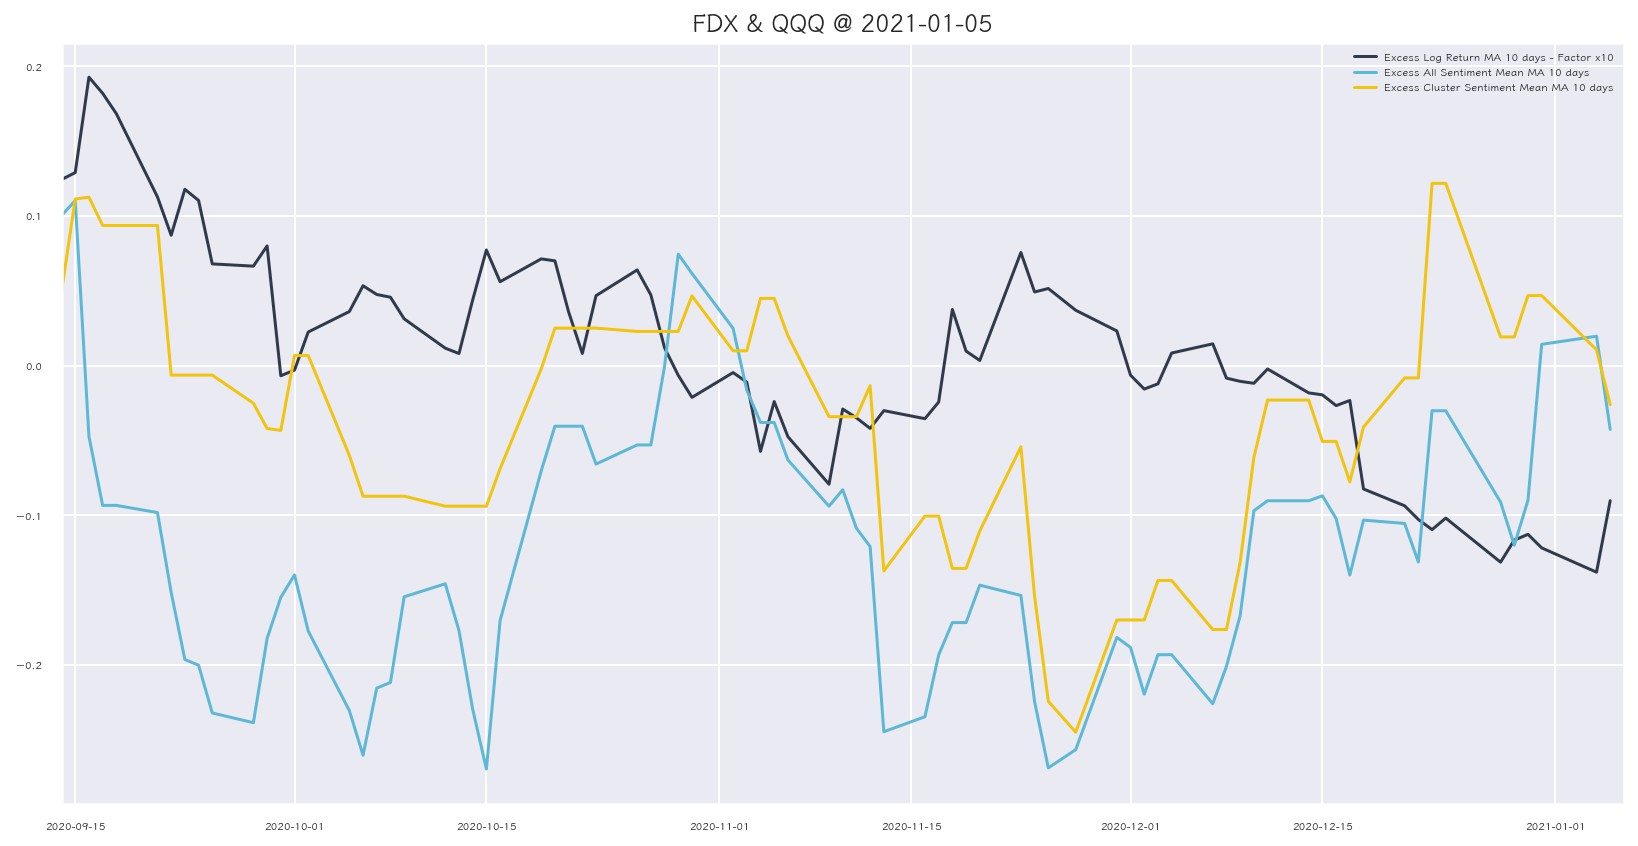 FDX & QQQ @ 2021-01-05
Excess Log Return MA 10 days - Factor x10
Excess All Sentiment Mean MA 10 days
Excess Cluster Sentiment Mean MA 10 days
0.2
0.1
0.0
−0.1
−0.2
2020-09-15 2020-10-01 2020-10-15 2020-11-01 2020-11-15 2020-12-01 2020-12-15 2021-01-01